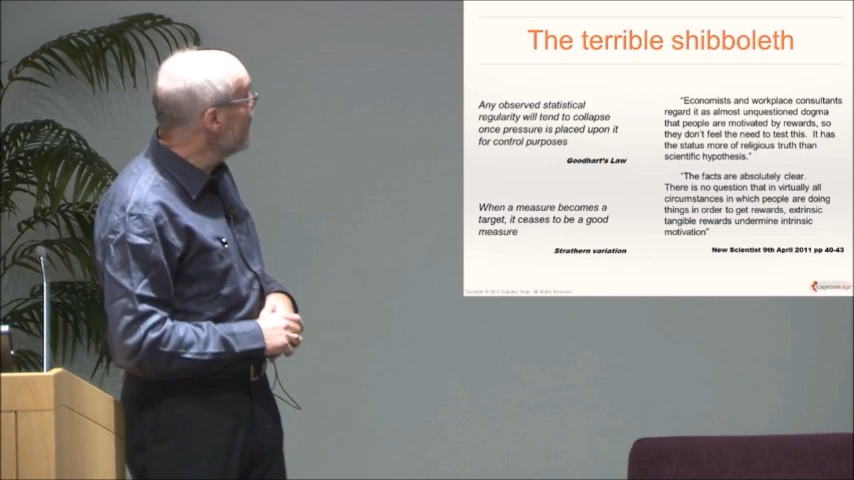 The terrible shibboleth
Any observed statistical
regularity will tend to collapse
once pressure is placed upon it
for control purposes
Goodhart's Law
When a measure becomes a
target, it ceases to be a good
measure
Strathern variation
"Economists and workplace consultants
regard it as almost unquestioned dogma
that people are motivated by rewards, so
they don't feel the need to test this. It has
the status more of religious truth than
scientific hypothesis."
"The facts are absolutely clear.
There is no question that in virtually all
circumstances in which people are doing
things in order to get rewards, extrinsic
tangible rewards undermine intrinsic
motivation"
New Scientist 9th April 2011 pp 40-43